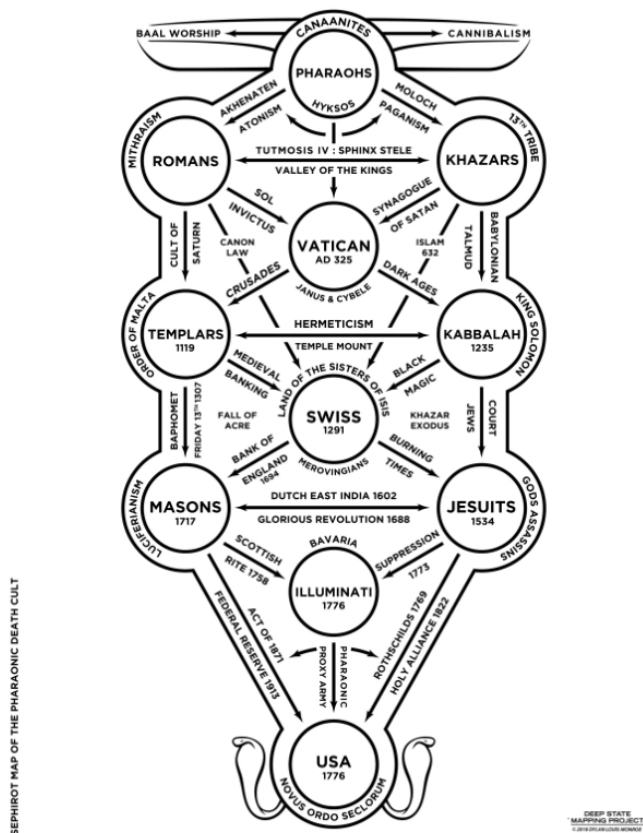 CANAANITES
BAAL WORSHIP
CANNIBALISM
PHARAOHS
HYKSOS
AKHENATEN
ATONISM
MOLOCH
PAGANISM
MITHRAISM
13TH TRIBE
ROMANS
TUTMOSIS IV : SPHINX STELE
VALLEY OF THE KINGS
KHAZARS
SOL
INVICTUS
SYNAGOGUE
OF SATAN
CULT OF
SATURN
CANON
LAW
VATICAN
AD 325
JANUS & CYBELE
ISLAM
632
BABYLONIAN
TALMUD
CRUSADES
DARK AGES
ORDER OF MALTA
KING SOLOMON
TEMPLARS
1119
HERMETICISM
TEMPLE MOUNT
KABBALAH
1235
MEDIEVAL
BANKING
BLACK
MAGIC
LAND OF THE SISTERS OF ISIS
BAPHOMET
FRIDAY 13TH 1307
FALL OF
ACRE
SWISS
1291
MEROVINGIANS
KHAZAR
EXODUS
COURT
JEWS
BANK OF
ENGLAND
1694
BURNING
TIMES
LUCIFERIANISM
GODS ASSASSINS
MASONS
1717
DUTCH EAST INDIA 1602
GLORIOUS REVOLUTION 1688
JESUITS
1534
SCOTTISH
RITE 1758
BAVARIA
SUPPRESSION
1773
ILLUMINATI
1776
ACT OF 1871
FEDERAL RESERVE 1913
PHARAONIC
PROXY ARMY
ROTHSCHILDS 1769
HOLY ALLIANCE 1822
USA
1776
NOVUS ORDO SECLORUM
SEPHIROT MAP OF THE PHARAONIC DEATH CULT
DEEP STATE
MAPPING PROJECT